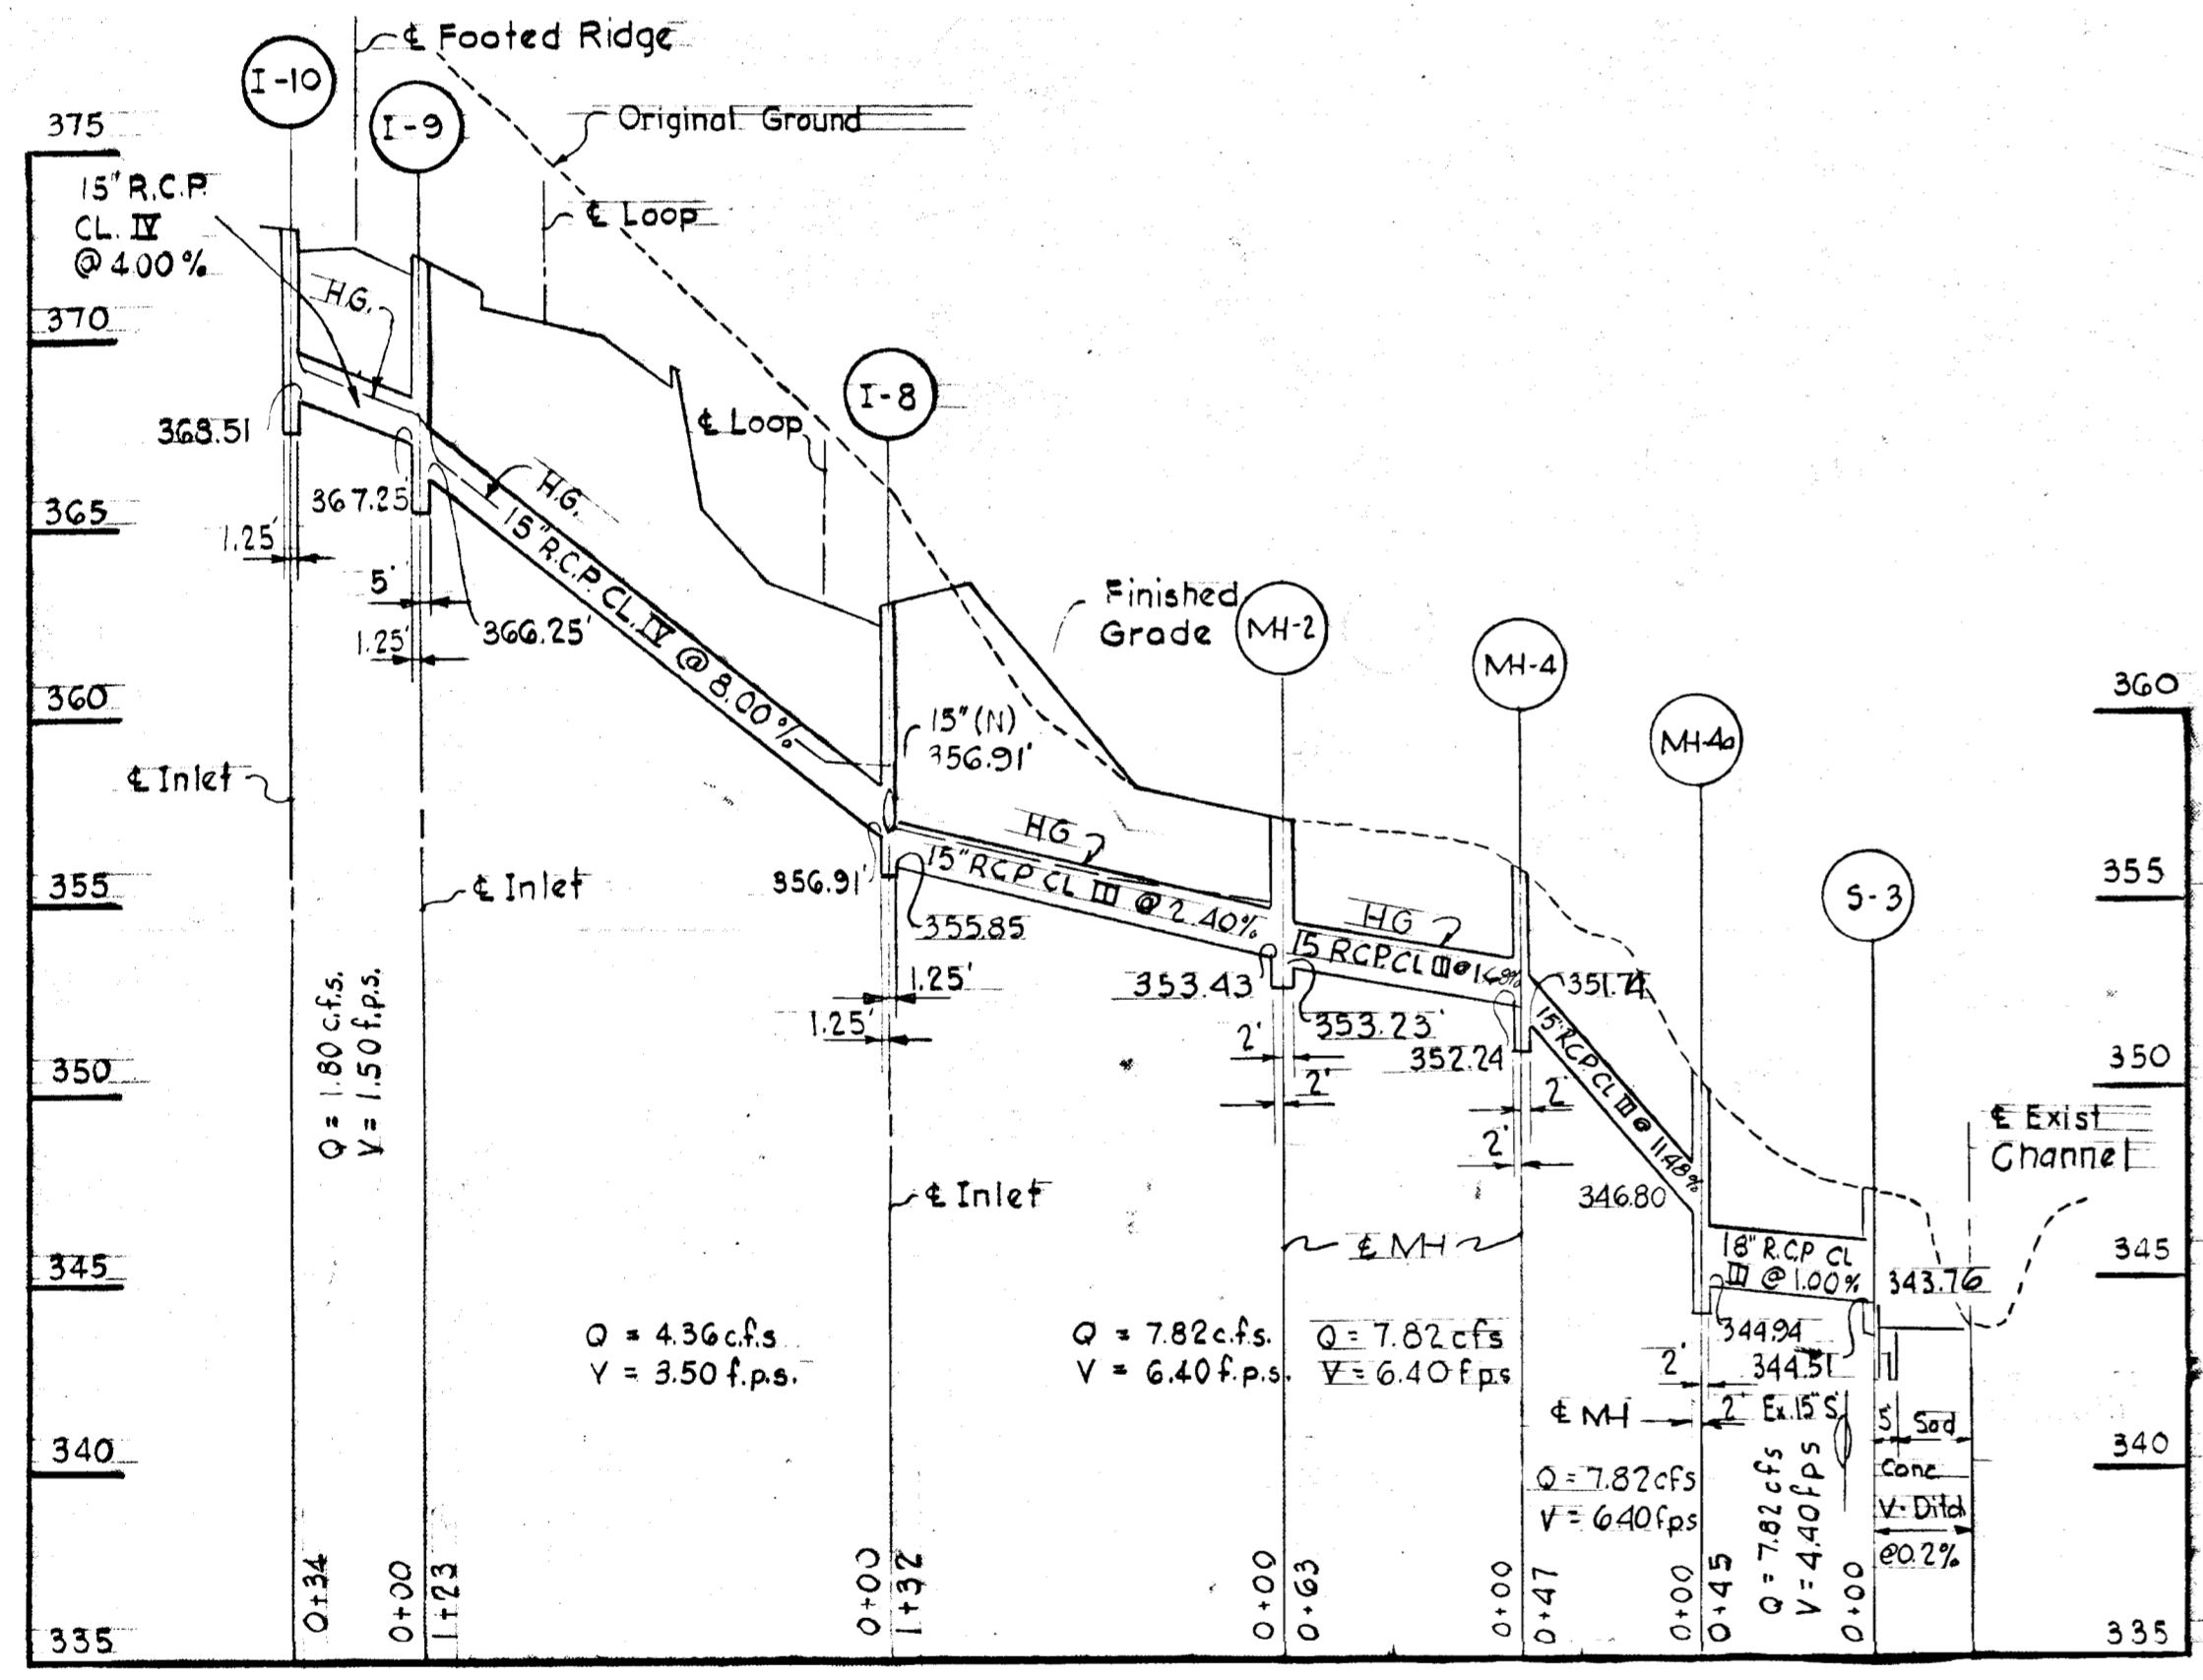 ℄ Footed Ridge
I-10
I-9
Original Ground
375
15" R.C.P.
CL. IV
@ 4.00 %
℄ Loop
H.G.
370
I-8
℄ Loop
368.51
H.G.
367.25'
365
1.25'
15" R.C.P. CL. IV @ 8.00 %
5'
366.25'
1.25'
Finished
Grade
MH-2
MH-4
360
360
15" (N)
356.91'
MH-4a
℄ Inlet
HG
355
℄ Inlet
356.91'
15" R.C.P. CL III @ 2.40%
355.85
HG
355
S-3
15 RCP CL III @
353.43
351.74
1.25'
1.25'
353.23'
352.24
2'
2'
15" RCP. CL III @ 11.48%
2'
2'
350
350
Q = 1.80 c.f.s.
V = 1.50 f.p.s.
℄ Exist
Channel
℄ Inlet
346.80
℄ MH
345
345
18" R.C.P. CL
III @ 1.00%
343.76
344.94
344.51
Q = 4.36 c.f.s
V = 3.50 f.p.s.
Q = 7.82 c.f.s.
V = 6.40 f.p.s.
Q = 7.82 cfs
V = 6.40 fps
2'
℄ MH
2'
Ex. 15" S.
5'
Sod
340
340
Q = 7.82 cfs
V = 6.40 fps
Q = 7.82 cfs
V = 4.40 fps
Conc
V-Ditch
@0.2%
335
0+34
0+00
1+23
0+00
1+32
0+00
0+63
0+00
0+47
0+00
0+45
0+00
335